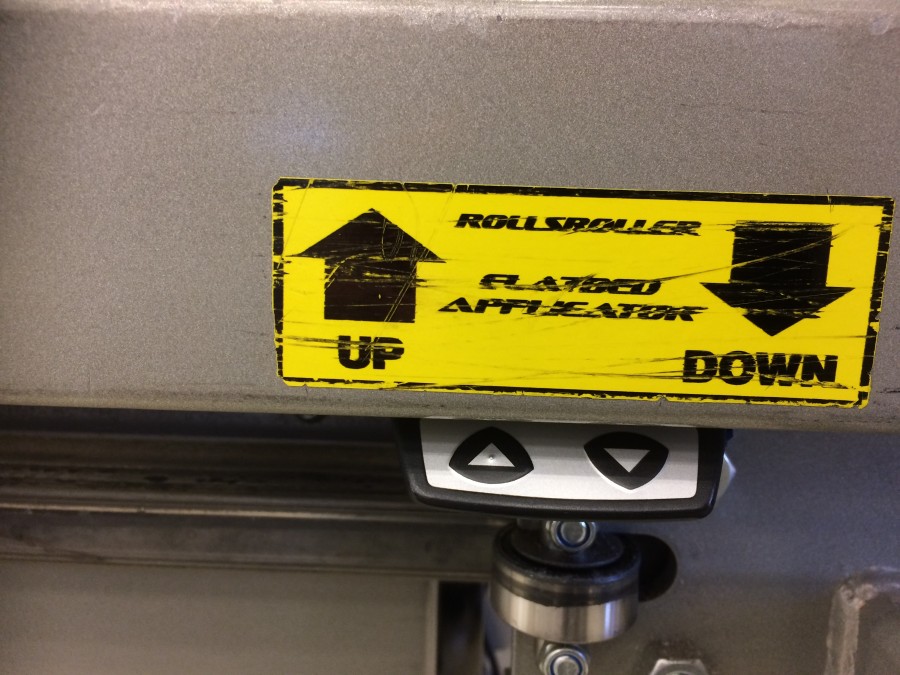 ROLLSROLLER
FLATBED
APPLICATOR
UP
DOWN